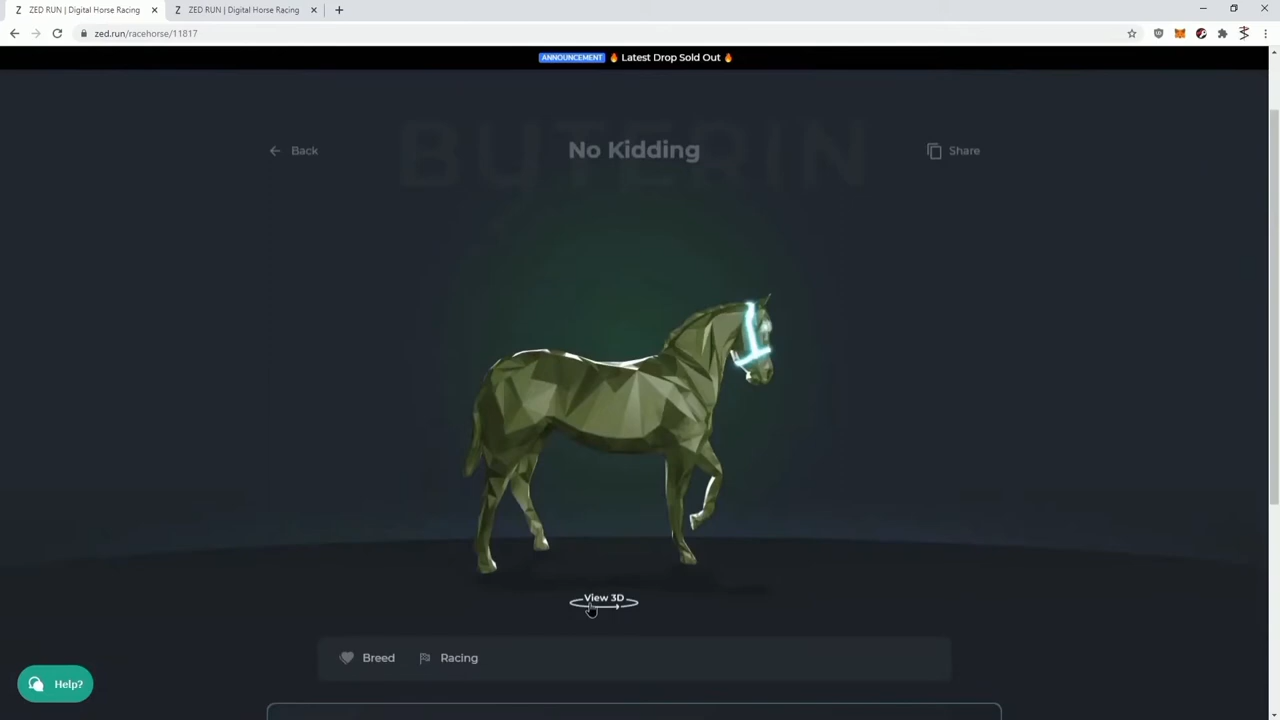 ZED RUN | Digital Horse Racing
ZED RUN | Digital Horse Racing
zed.run/racehorse/11817
ANNOUNCEMENT 🔥 Latest Drop Sold Out 🔥
BUTERIN
Back
No Kidding
Share
View 3D
Breed
Racing
Help?